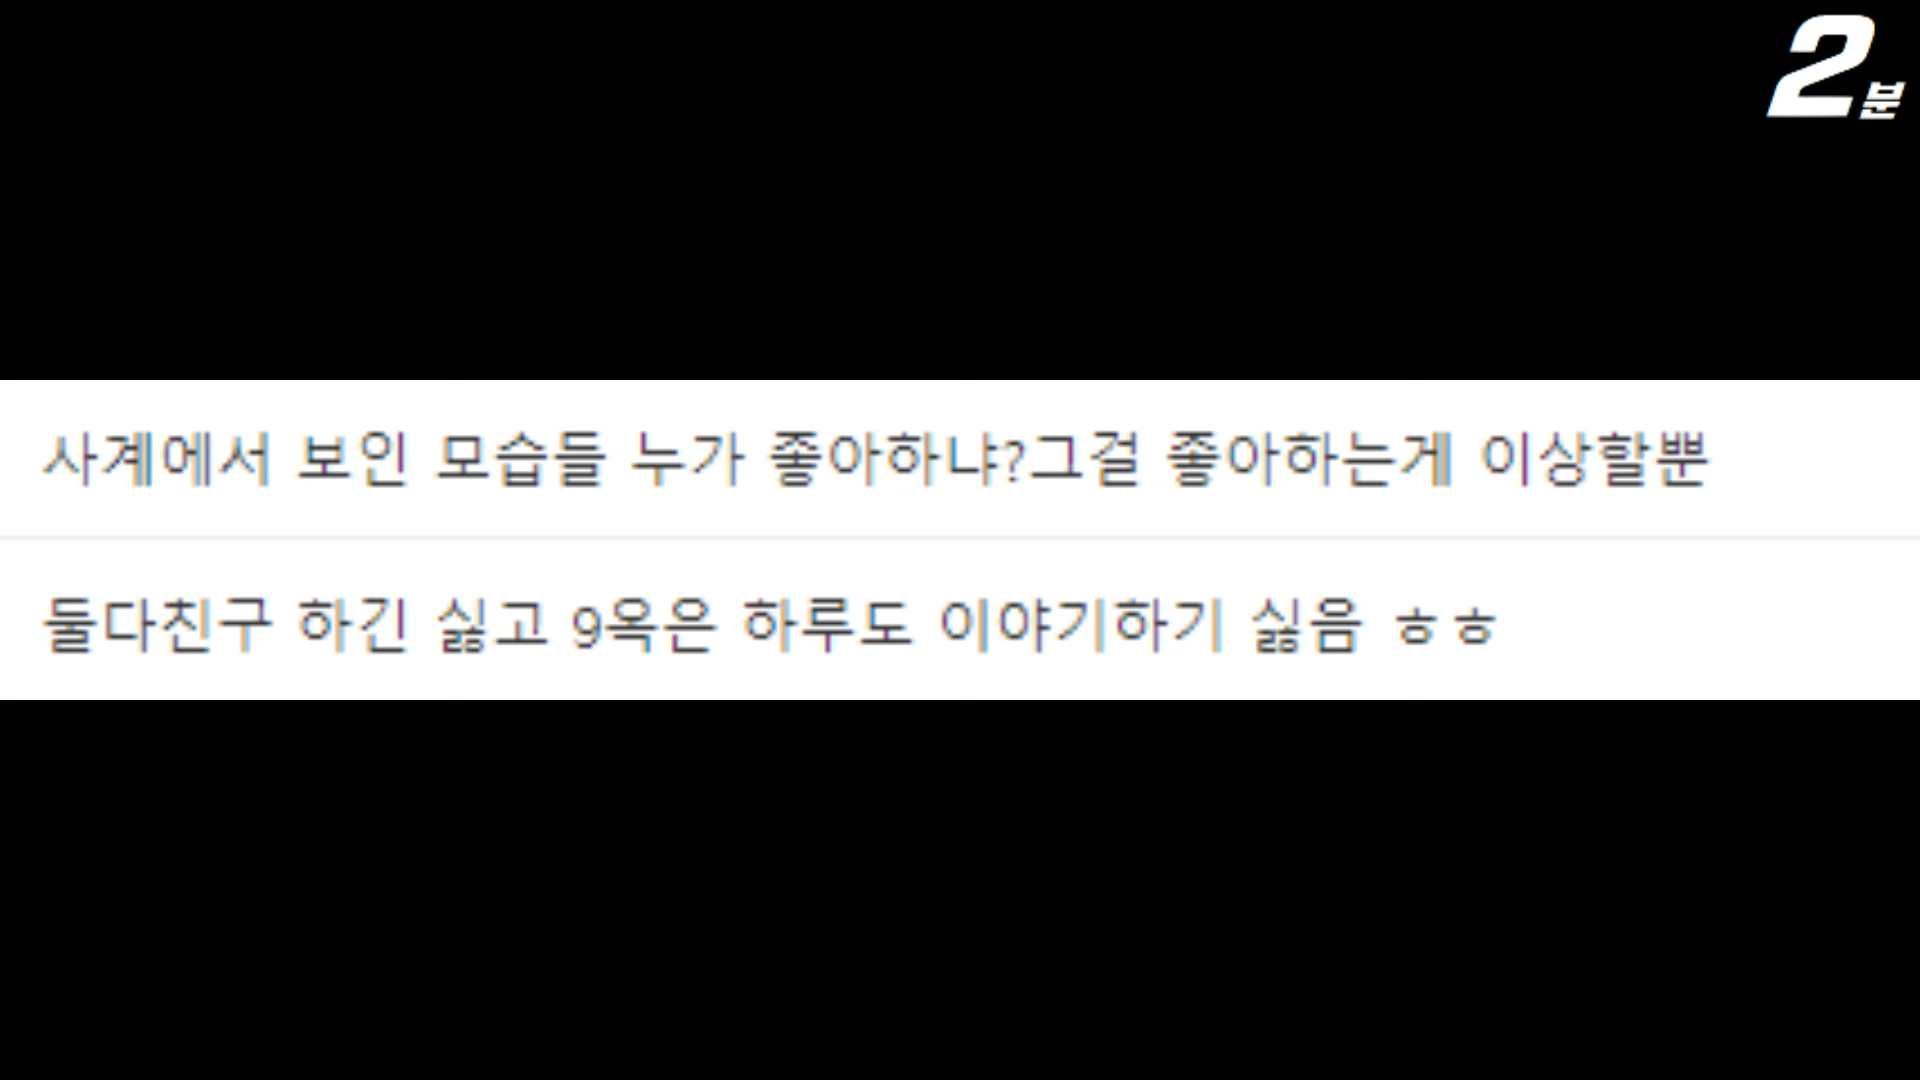 2분
사계에서 보인 모습들 누가 좋아하냐?그걸 좋아하는게 이상할뿐
둘다친구 하긴 싫고 9옥은 하루도 이야기하기 싫음 ㅎㅎ